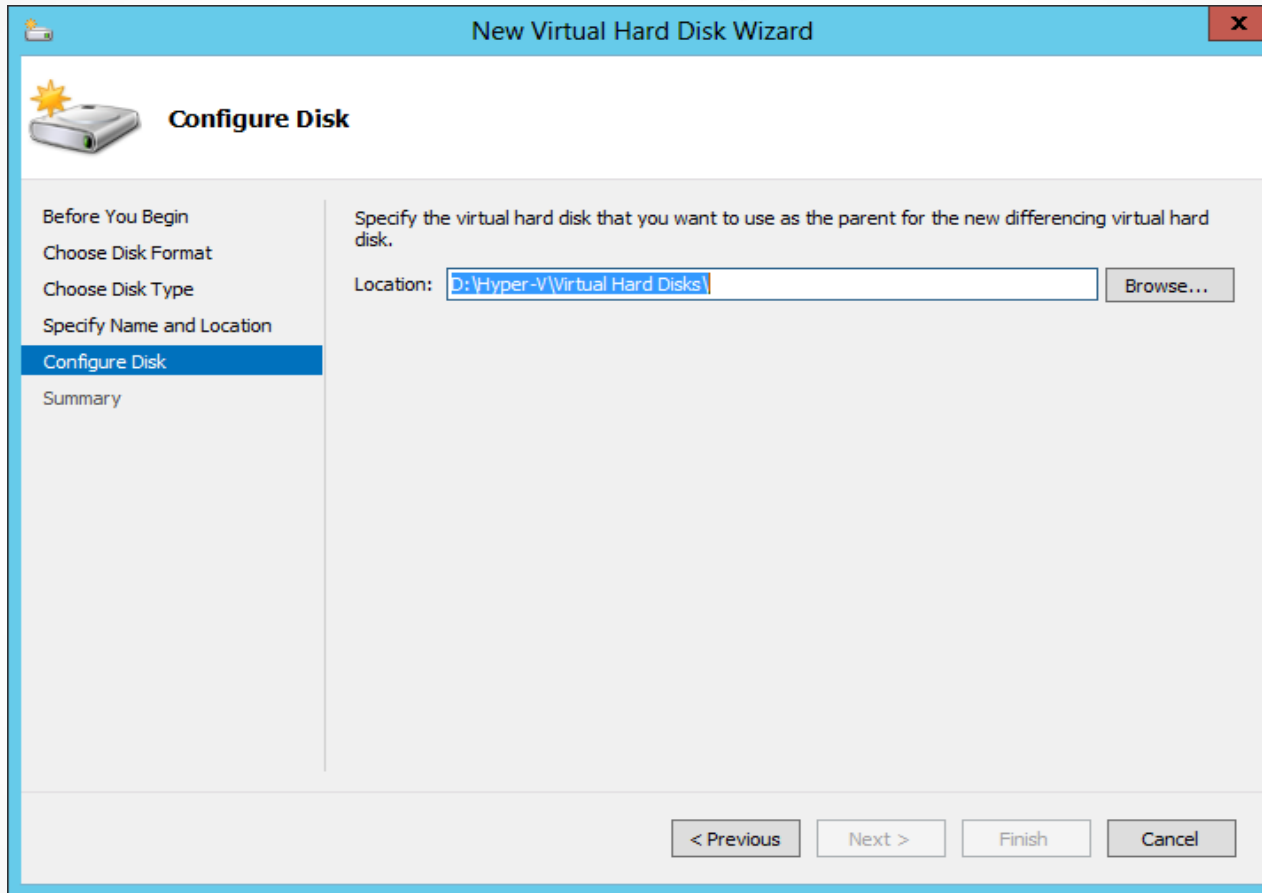 New Virtual Hard Disk Wizard
x
Configure Disk
Before You Begin
Choose Disk Format
Choose Disk Type
Specify Name and Location
Configure Disk
Summary
Specify the virtual hard disk that you want to use as the parent for the new differencing virtual hard
disk.
Location: D:\Hyper-V\Virtual Hard Disks\ Browse...
< Previous Next > Finish Cancel